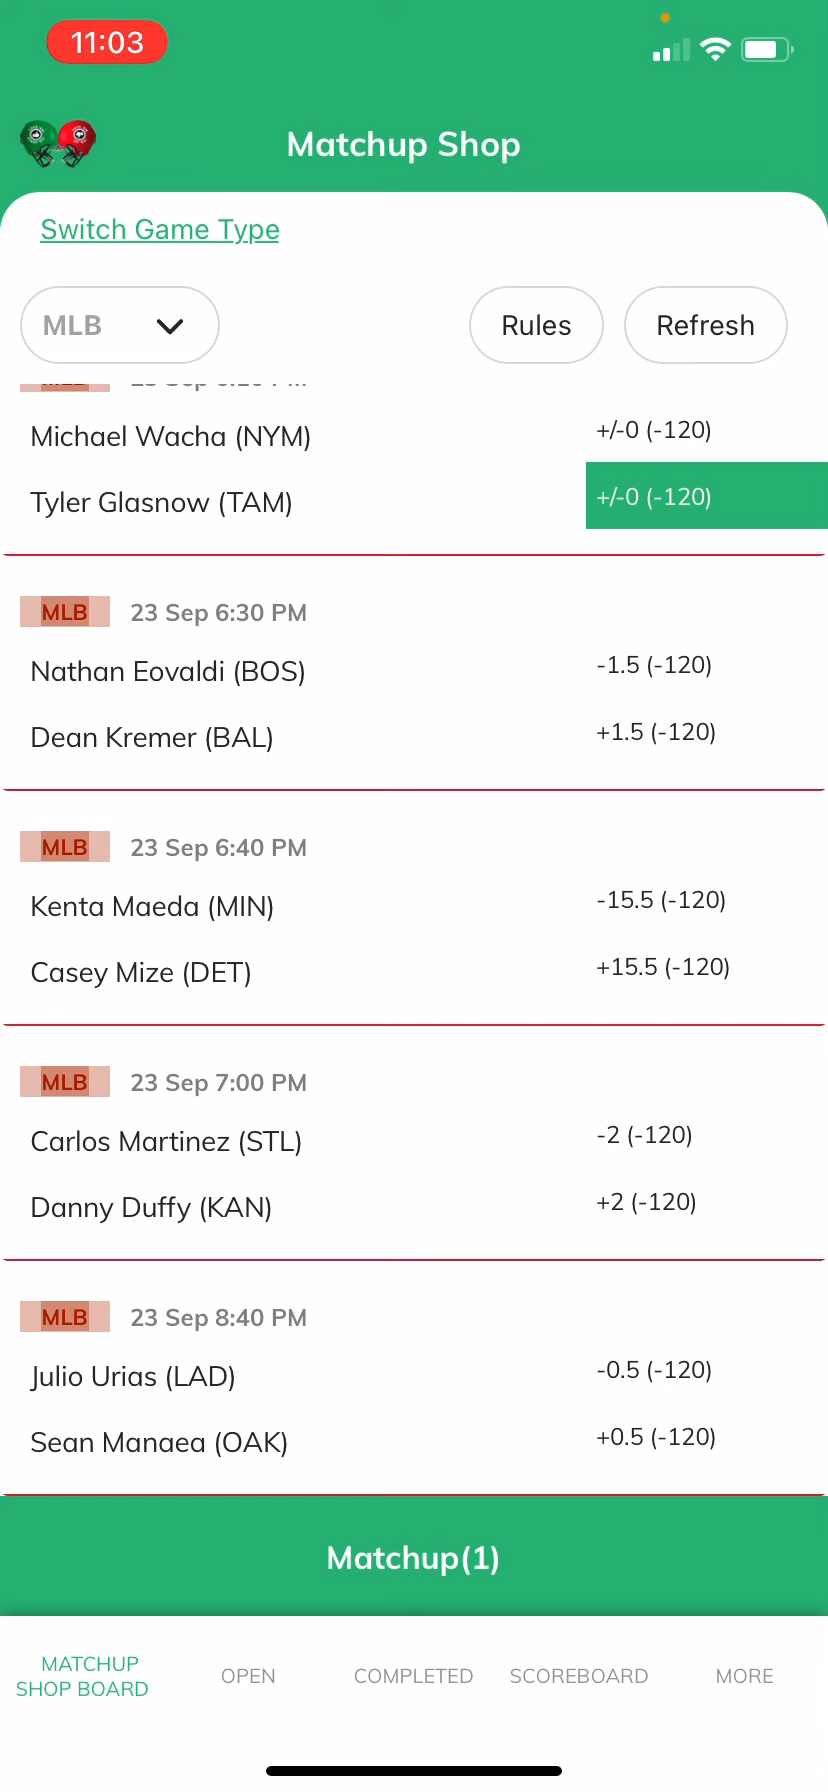 11:03
Matchup Shop
Switch Game Type
MLB
Rules
Refresh
Michael Wacha (NYM)
+/-0 (-120)
Tyler Glasnow (TAM)
+/-0 (-120)
MLB 23 Sep 6:30 PM
Nathan Eovaldi (BOS)
-1.5 (-120)
Dean Kremer (BAL)
+1.5 (-120)
MLB 23 Sep 6:40 PM
Kenta Maeda (MIN)
-15.5 (-120)
Casey Mize (DET)
+15.5 (-120)
MLB 23 Sep 7:00 PM
Carlos Martinez (STL)
-2 (-120)
Danny Duffy (KAN)
+2 (-120)
MLB 23 Sep 8:40 PM
Julio Urias (LAD)
-0.5 (-120)
Sean Manaea (OAK)
+0.5 (-120)
Matchup(1)
MATCHUP
SHOP BOARD
OPEN
COMPLETED
SCOREBOARD
MORE